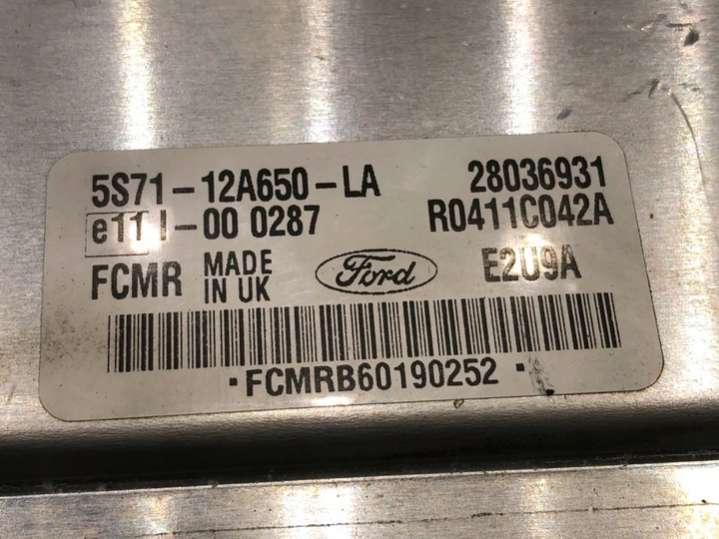 5S71-12A650-LA 28036931
e11 I-00 0287 R0411C042A
FCMR MADE IN UK Ford E2U9A
·FCMRB60190252·